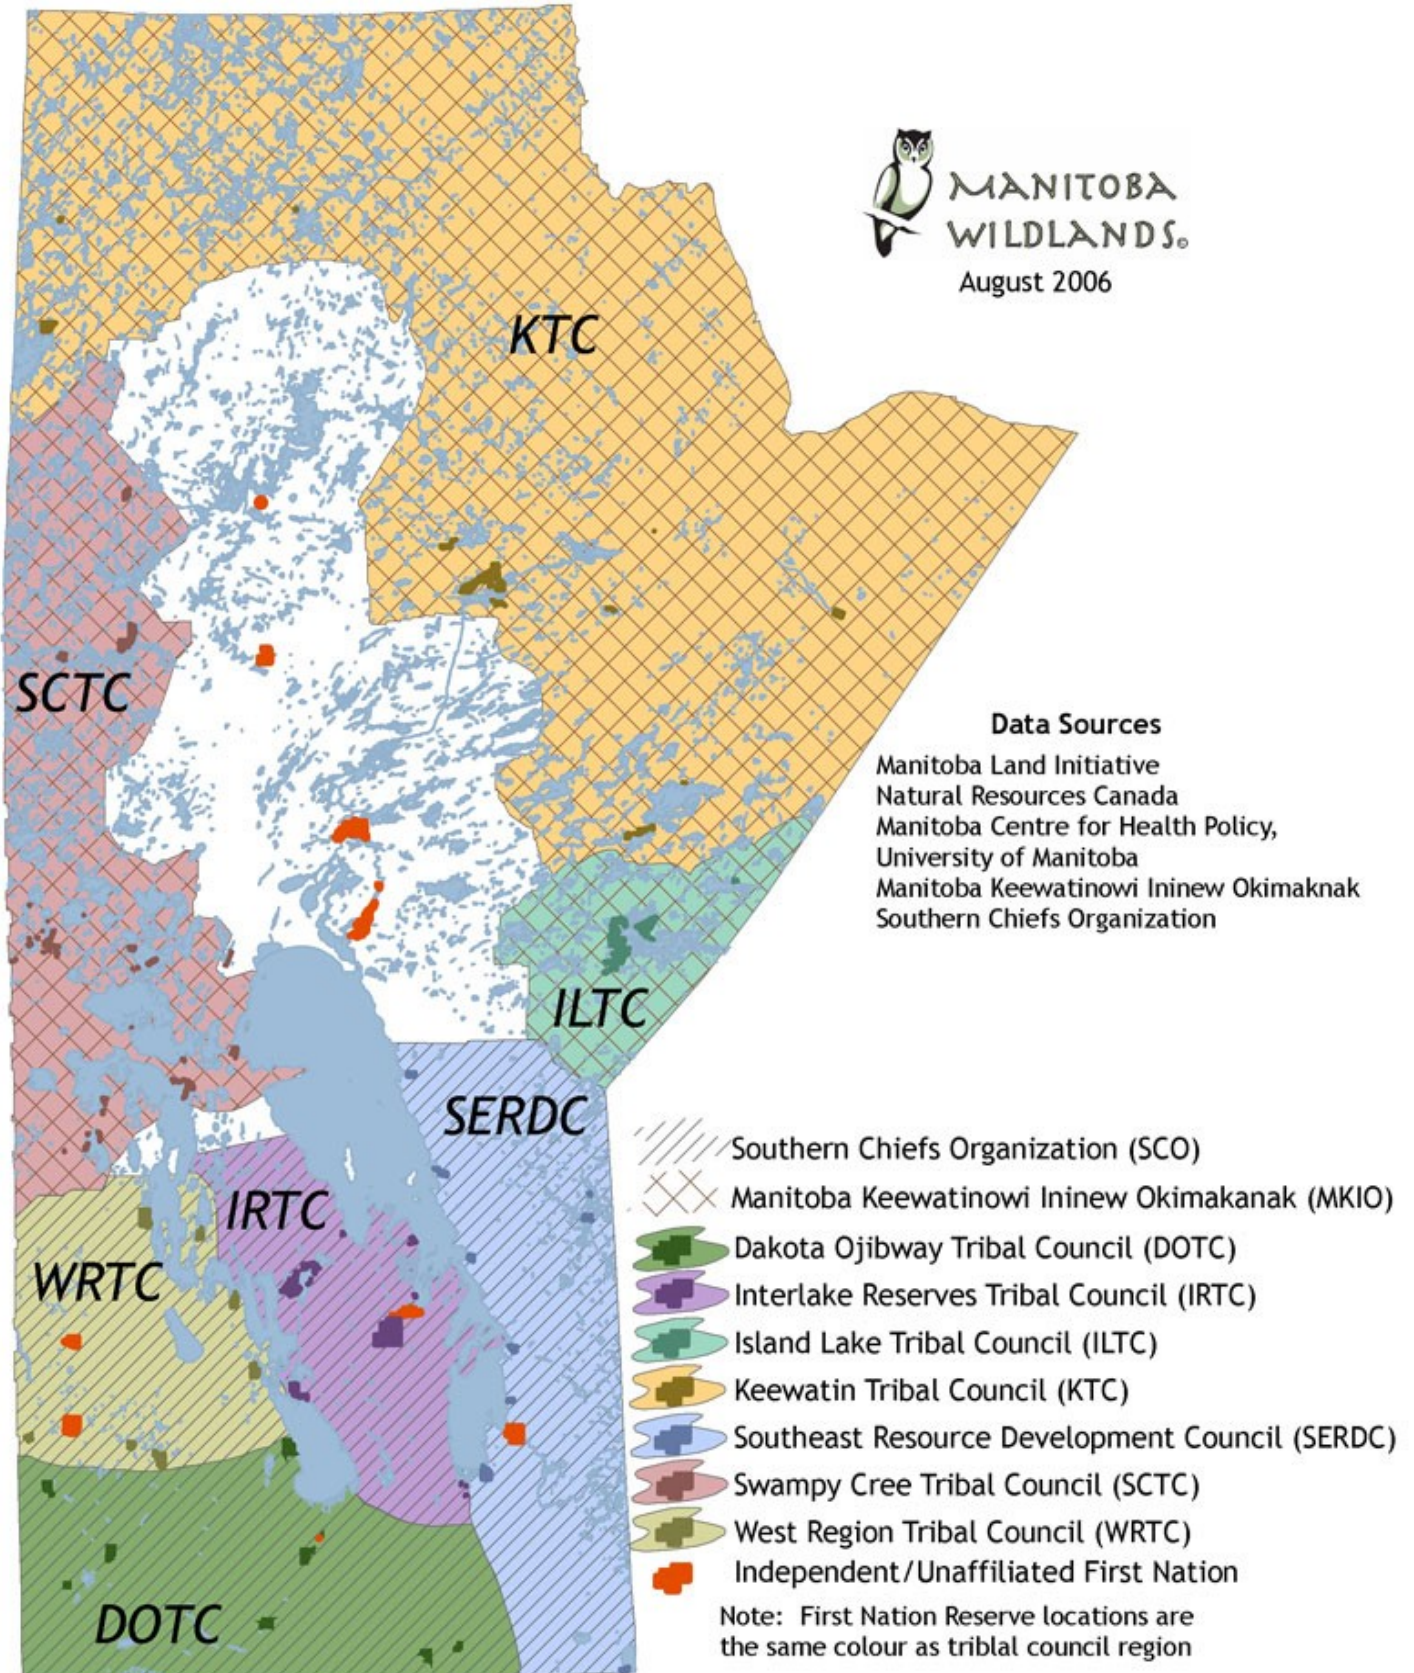 MANITOBA
WILDLANDS©
August 2006
KTC
SCTC
Data Sources
Manitoba Land Initiative
Natural Resources Canada
Manitoba Centre for Health Policy,
University of Manitoba
Manitoba Keewatinowi Ininew Okimaknak
Southern Chiefs Organization
ILTC
SERDC
IRTC
WRTC
DOTC
Southern Chiefs Organization (SCO)
Manitoba Keewatinowi Ininew Okimakanak (MKIO)
Dakota Ojibway Tribal Council (DOTC)
Interlake Reserves Tribal Council (IRTC)
Island Lake Tribal Council (ILTC)
Keewatin Tribal Council (KTC)
Southeast Resource Development Council (SERDC)
Swampy Cree Tribal Council (SCTC)
West Region Tribal Council (WRTC)
Independent/Unaffiliated First Nation
Note: First Nation Reserve locations are
the same colour as triblal council region